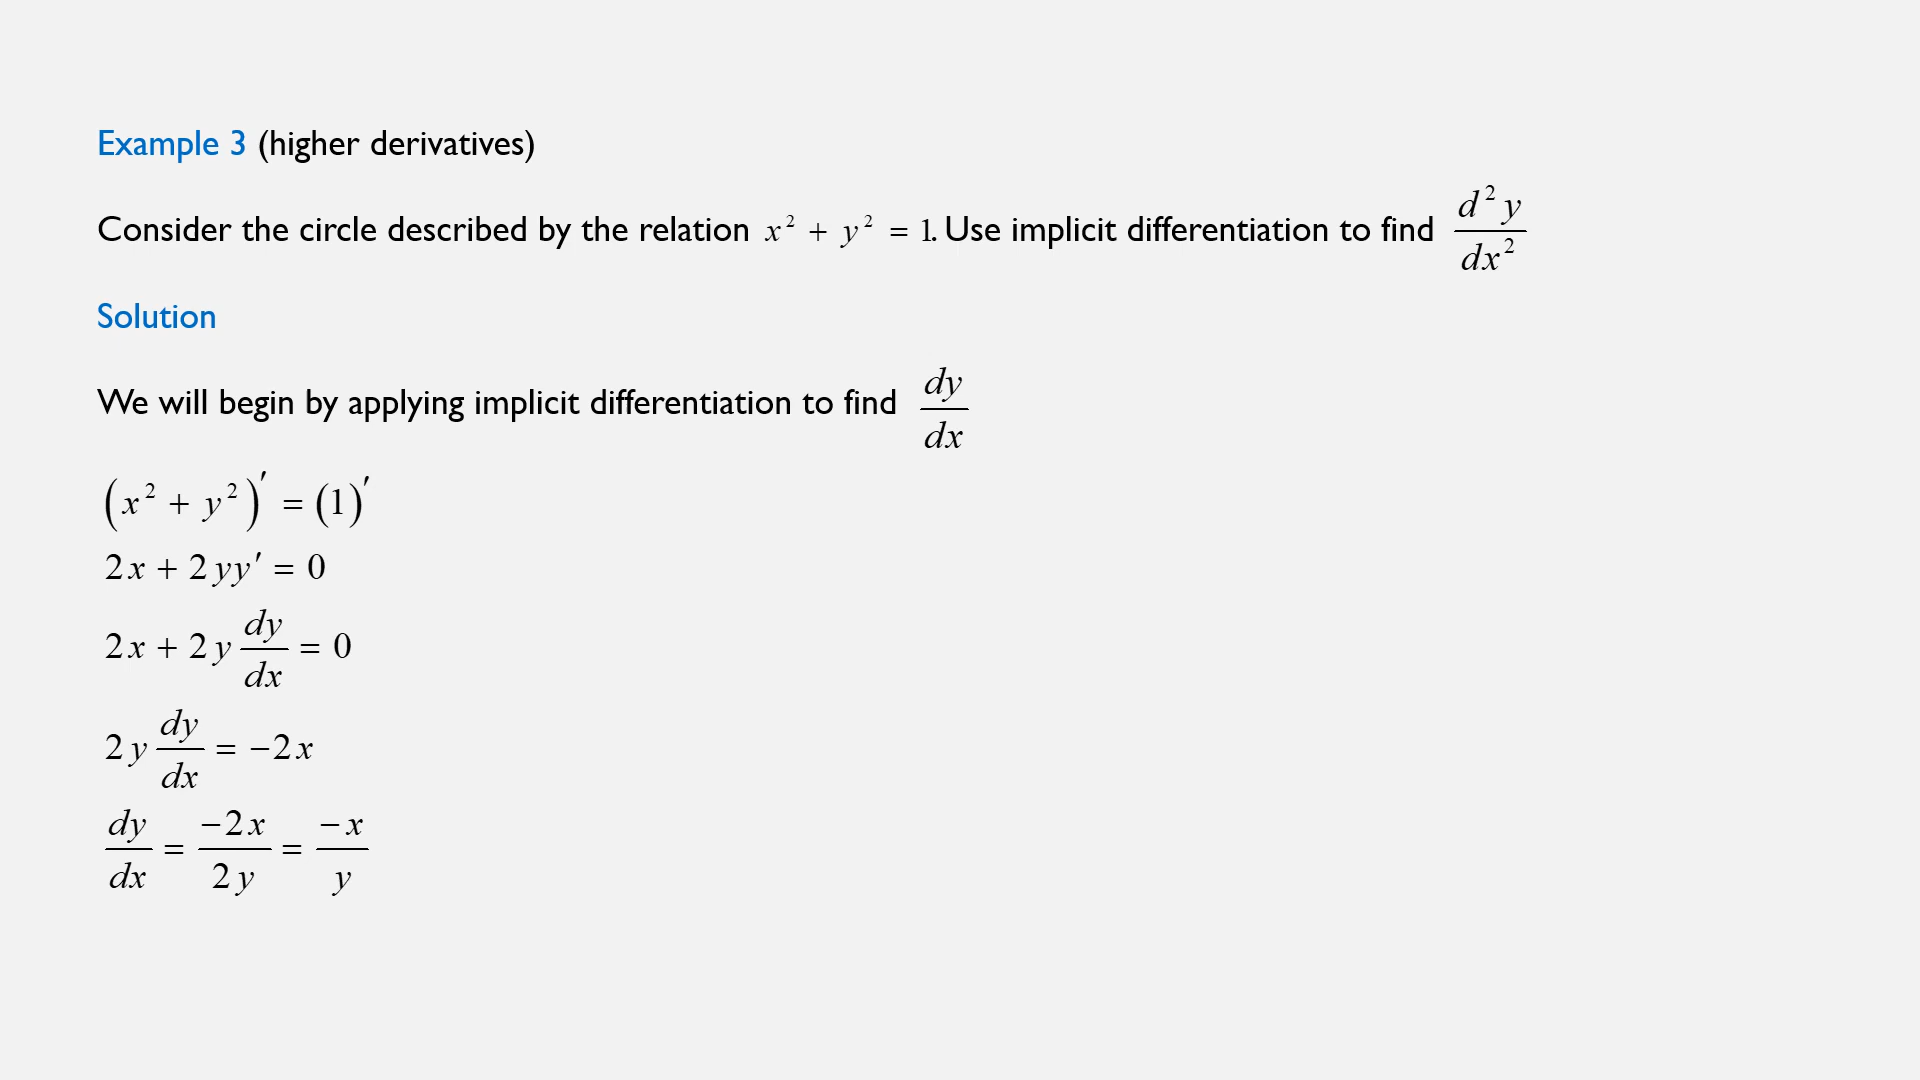 Example 3 (higher derivatives)
Consider the circle described by the relation x² + y² = 1. Use implicit differentiation to find d²y/dx²
Solution
We will begin by applying implicit differentiation to find dy/dx
(x² + y²)′ = (1)′
2x + 2yy′ = 0
2x + 2y dy/dx = 0
2y dy/dx = −2x
dy/dx = −2x/2y = −x/y